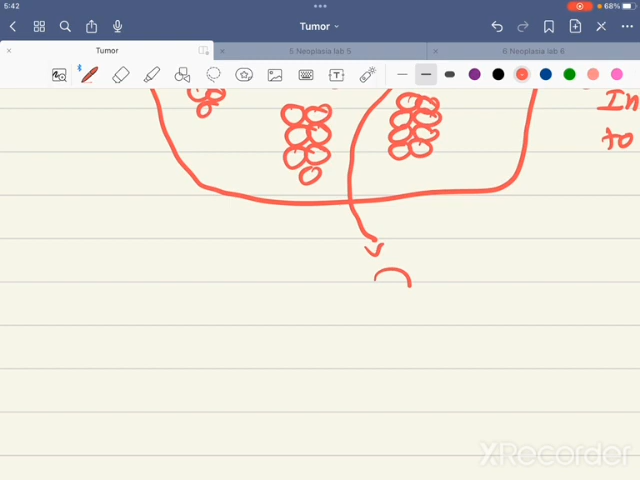 5:42
68%
Tumor
Tumor
5 Neoplasia lab 5
6 Neoplasia lab 6
In
to
XRecorder